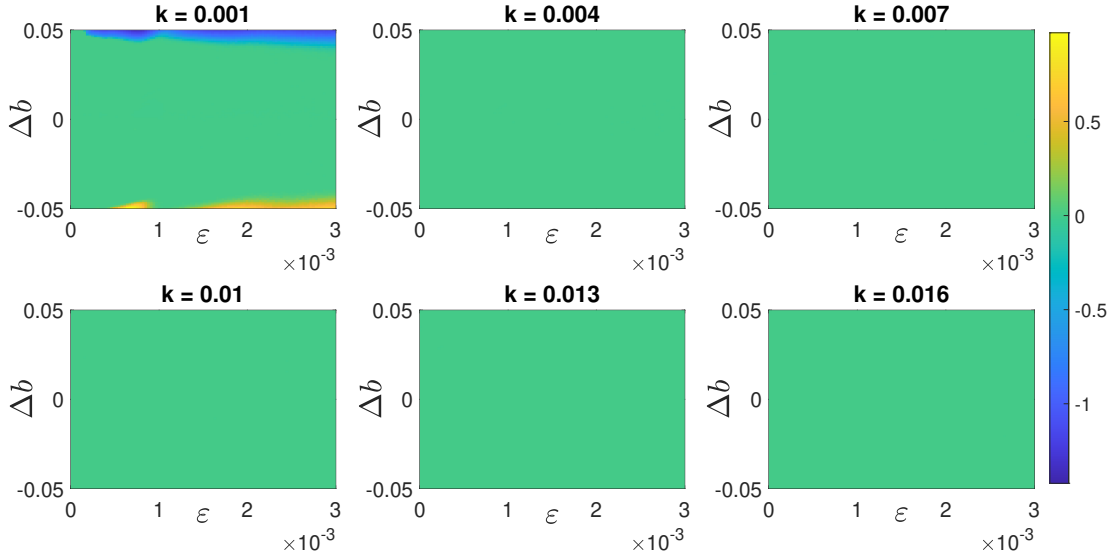 k = 0.001 k = 0.004 k = 0.007
0.05 0.05 0.05
0.5
Δb 0 Δb 0 Δb 0
0
-0.05 -0.05 -0.05
0 1 ε 2 3 0 1 ε 2 3 0 1 ε 2 3
×10-3 ×10-3 ×10-3
k = 0.01 k = 0.013 k = 0.016
0.05 0.05 0.05
-0.5
Δb 0 Δb 0 Δb 0
-1
-0.05 -0.05 -0.05
0 1 ε 2 3 0 1 ε 2 3 0 1 ε 2 3
×10-3 ×10-3 ×10-3